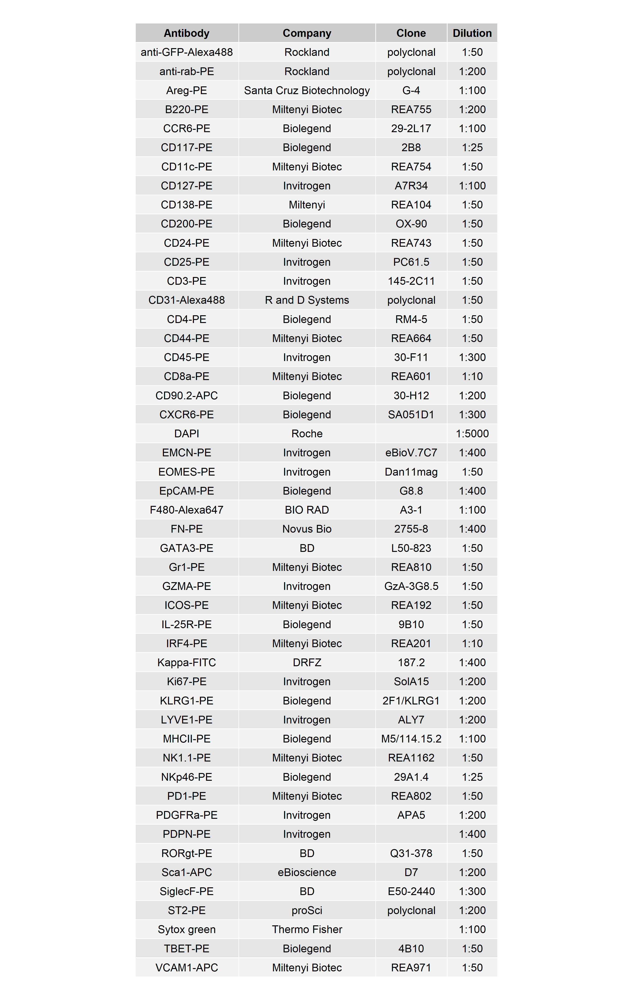 Antibody Company Clone Dilution
anti-GFP-Alexa488 Rockland polyclonal 1:50
anti-rab-PE Rockland polyclonal 1:200
Areg-PE Santa Cruz Biotechnology G-4 1:100
B220-PE Miltenyi Biotec REA755 1:200
CCR6-PE Biolegend 29-2L17 1:100
CD117-PE Biolegend 2B8 1:25
CD11c-PE Miltenyi Biotec REA754 1:50
CD127-PE Invitrogen A7R34 1:100
CD138-PE Miltenyi REA104 1:50
CD200-PE Biolegend OX-90 1:50
CD24-PE Miltenyi Biotec REA743 1:50
CD25-PE Invitrogen PC61.5 1:50
CD3-PE Invitrogen 145-2C11 1:50
CD31-Alexa488 R and D Systems polyclonal 1:50
CD4-PE Biolegend RM4-5 1:50
CD44-PE Miltenyi Biotec REA664 1:50
CD45-PE Invitrogen 30-F11 1:300
CD8a-PE Miltenyi Biotec REA601 1:10
CD90.2-APC Biolegend 30-H12 1:200
CXCR6-PE Biolegend SA051D1 1:300
DAPI Roche 1:5000
EMCN-PE Invitrogen eBioV.7C7 1:400
EOMES-PE Invitrogen Dan11mag 1:50
EpCAM-PE Biolegend G8.8 1:400
F480-Alexa647 BIO RAD A3-1 1:100
FN-PE Novus Bio 2755-8 1:400
GATA3-PE BD L50-823 1:50
Gr1-PE Miltenyi Biotec REA810 1:50
GZMA-PE Invitrogen GzA-3G8.5 1:50
ICOS-PE Miltenyi Biotec REA192 1:50
IL-25R-PE Biolegend 9B10 1:50
IRF4-PE Miltenyi Biotec REA201 1:10
Kappa-FITC DRFZ 187.2 1:400
Ki67-PE Invitrogen SolA15 1:200
KLRG1-PE Biolegend 2F1/KLRG1 1:200
LYVE1-PE Invitrogen ALY7 1:200
MHCII-PE Biolegend M5/114.15.2 1:100
NK1.1-PE Miltenyi Biotec REA1162 1:50
NKp46-PE Biolegend 29A1.4 1:25
PD1-PE Miltenyi Biotec REA802 1:50
PDGFRa-PE Invitrogen APA5 1:200
PDPN-PE Invitrogen 1:400
RORgt-PE BD Q31-378 1:50
Sca1-APC eBioscience D7 1:200
SiglecF-PE BD E50-2440 1:300
ST2-PE proSci polyclonal 1:200
Sytox green Thermo Fisher 1:100
TBET-PE Biolegend 4B10 1:50
VCAM1-APC Miltenyi Biotec REA971 1:50